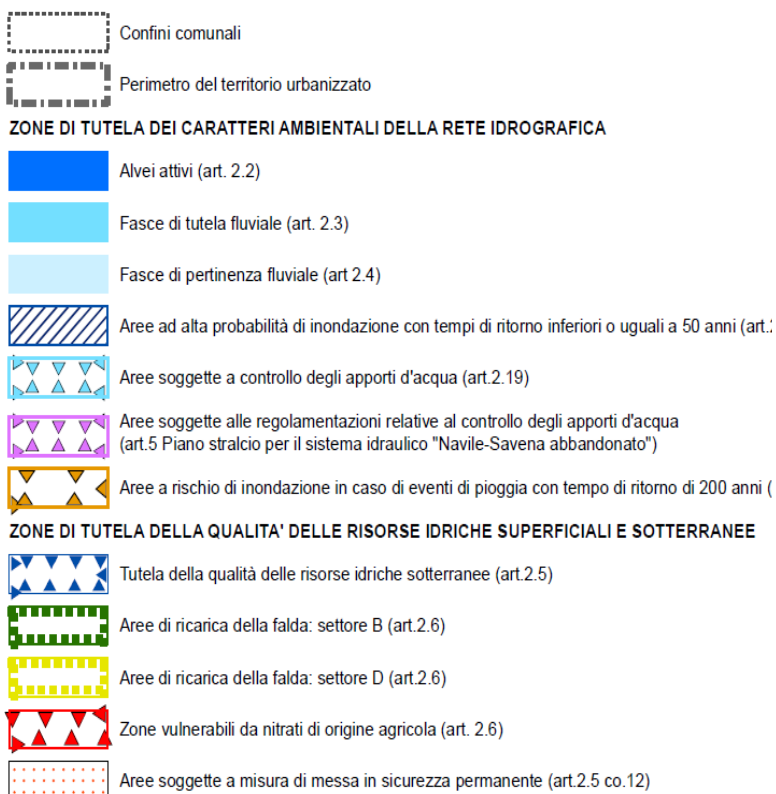 Confini comunali
Perimetro del territorio urbanizzato
ZONE DI TUTELA DEI CARATTERI AMBIENTALI DELLA RETE IDROGRAFICA
Alvei attivi (art. 2.2)
Fasce di tutela fluviale (art. 2.3)
Fasce di pertinenza fluviale (art 2.4)
Aree ad alta probabilità di inondazione con tempi di ritorno inferiori o uguali a 50 anni (art.2
Aree soggette a controllo degli apporti d'acqua (art.2.19)
Aree soggette alle regolamentazioni relative al controllo degli apporti d'acqua
(art.5 Piano stralcio per il sistema idraulico "Navile-Savena abbandonato")
Aree a rischio di inondazione in caso di eventi di pioggia con tempo di ritorno di 200 anni (
ZONE DI TUTELA DELLA QUALITA' DELLE RISORSE IDRICHE SUPERFICIALI E SOTTERRANEE
Tutela della qualità delle risorse idriche sotterranee (art.2.5)
Aree di ricarica della falda: settore B (art.2.6)
Aree di ricarica della falda: settore D (art.2.6)
Zone vulnerabili da nitrati di origine agricola (art. 2.6)
Aree soggette a misura di messa in sicurezza permanente (art.2.5 co.12)